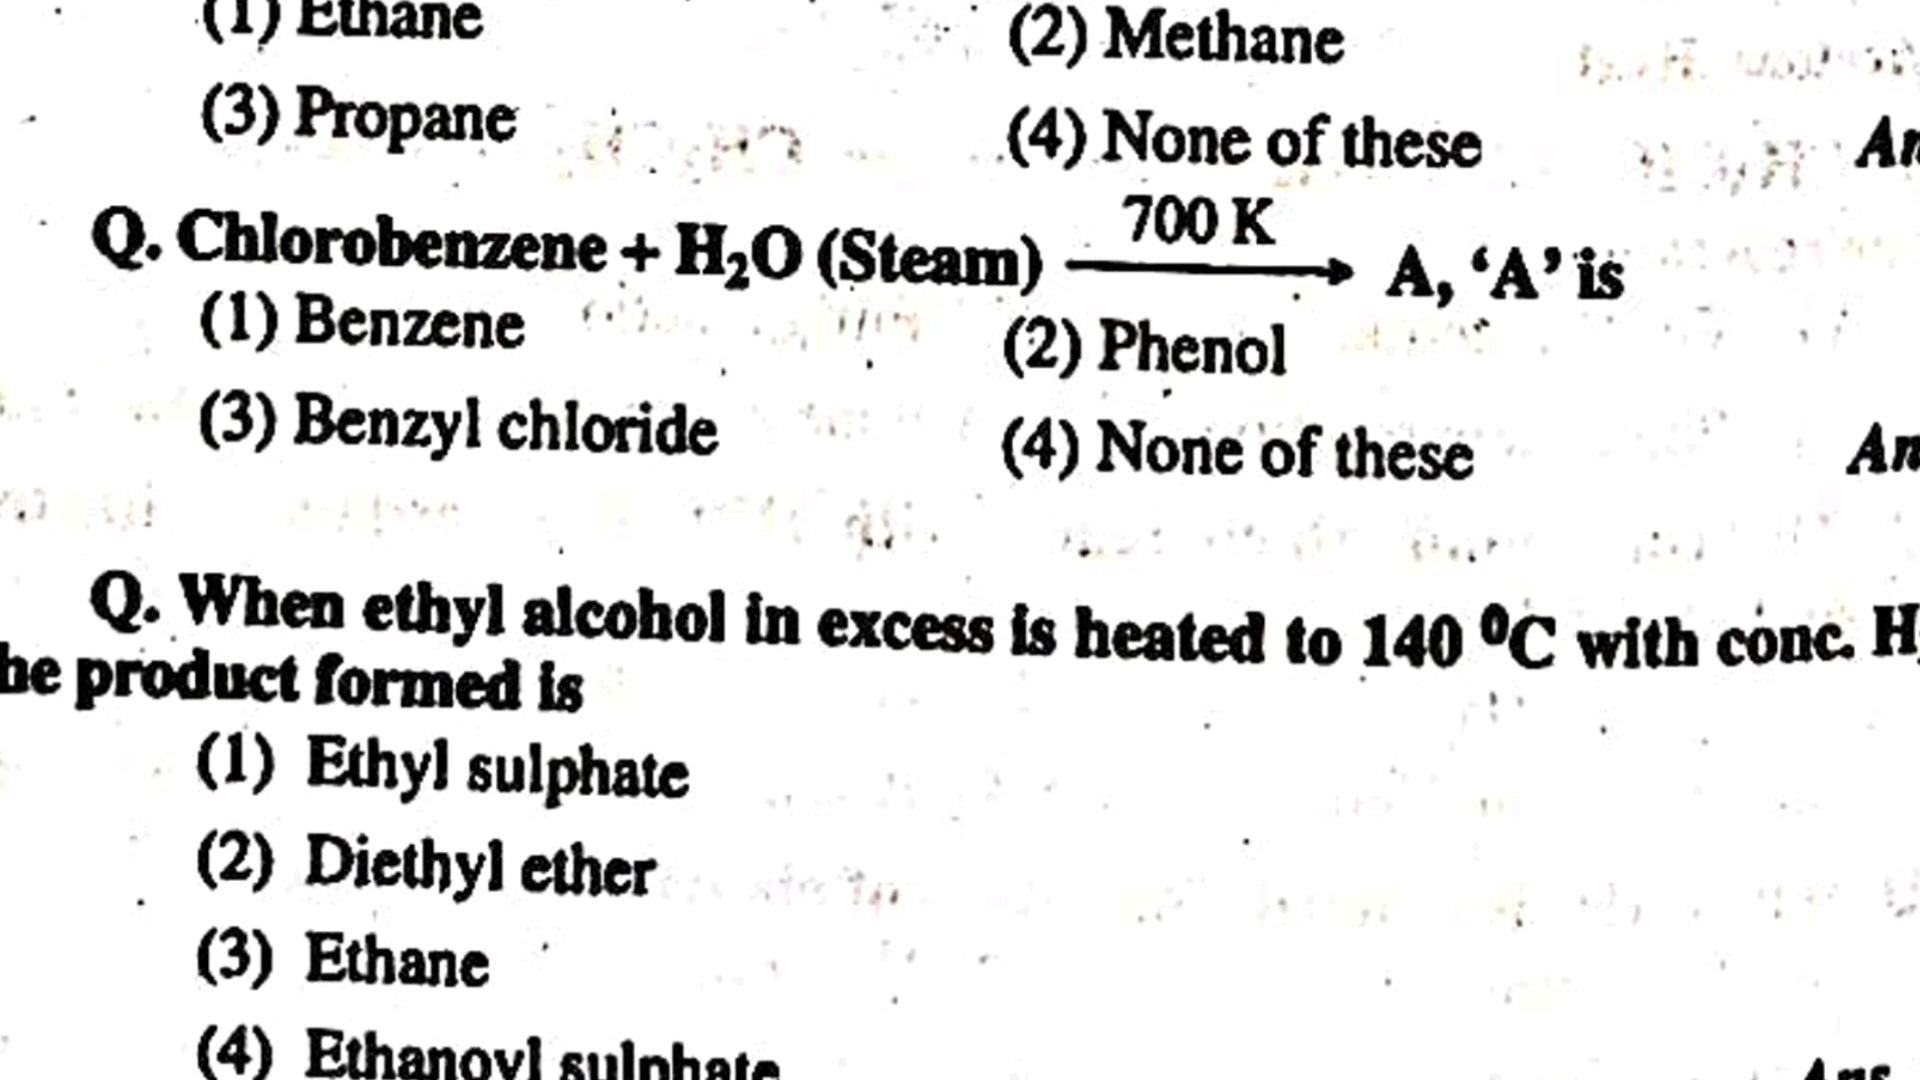 (1) Ethane (2) Methane
(3) Propane (4) None of these
Q. Chlorobenzene + H₂O (Steam) 700 K → A, ‘A’ is
(1) Benzene (2) Phenol
(3) Benzyl chloride (4) None of these
Q. When ethyl alcohol in excess is heated to 140 ⁰C with conc. H
he product formed is
(1) Ethyl sulphate
(2) Diethyl ether
(3) Ethane
(4) Ethanoyl sulphate